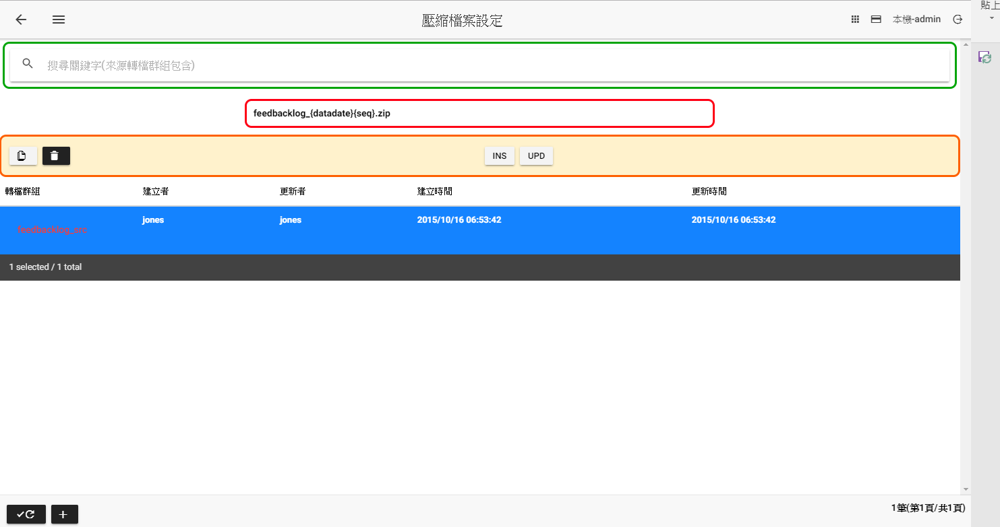 貼上
壓縮檔案設定
本機-admin
搜尋關鍵字(來源轉檔群組包含)
feedbacklog_{datadate}{seq}.zip
INS UPD
轉檔群組 建立者 更新者 建立時間 更新時間
jones jones 2015/10/16 06:53:42 2015/10/16 06:53:42
feedbacklog_src
1 selected / 1 total
1筆(第1頁/共1頁)